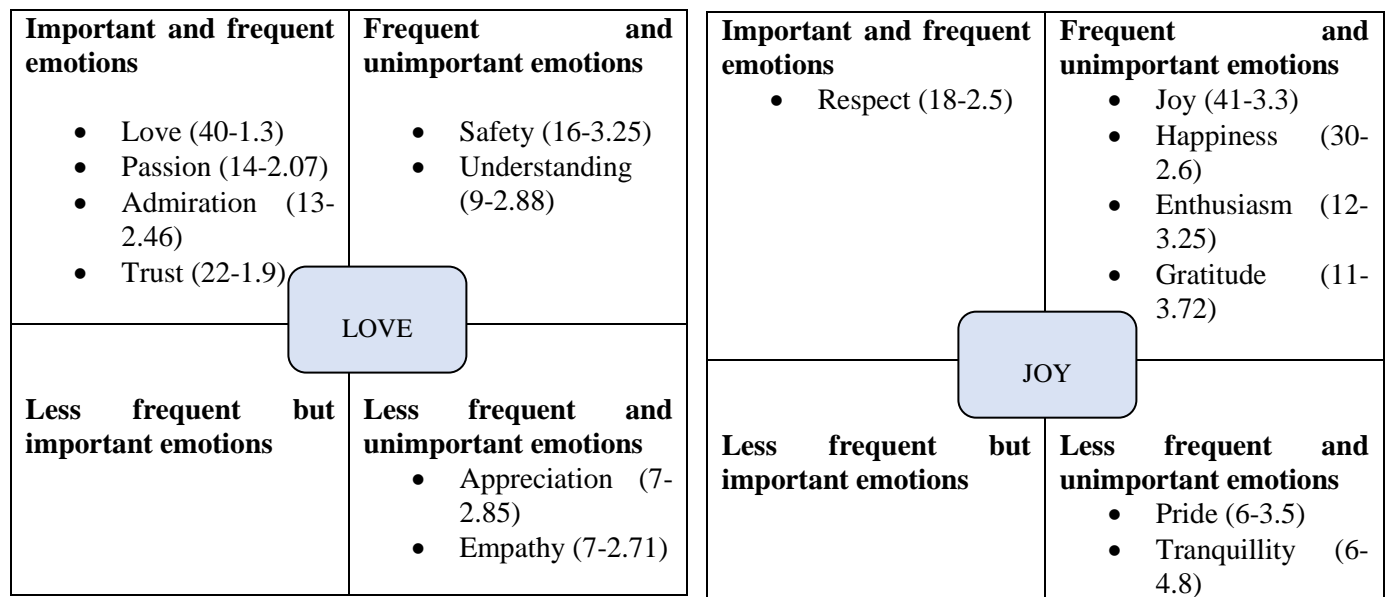 Important and frequent
emotions
• Love (40-1.3)
• Passion (14-2.07)
• Admiration (13-
2.46)
• Trust (22-1.9)
Frequent and
unimportant emotions
• Safety (16-3.25)
• Understanding
(9-2.88)
LOVE
Less frequent but
important emotions
Less frequent and
unimportant emotions
• Appreciation (7-
2.85)
• Empathy (7-2.71)
Important and frequent
emotions
• Respect (18-2.5)
Frequent and
unimportant emotions
• Joy (41-3.3)
• Happiness (30-
2.6)
• Enthusiasm (12-
3.25)
• Gratitude (11-
3.72)
JOY
Less frequent but
important emotions
Less frequent and
unimportant emotions
• Pride (6-3.5)
• Tranquillity (6-
4.8)